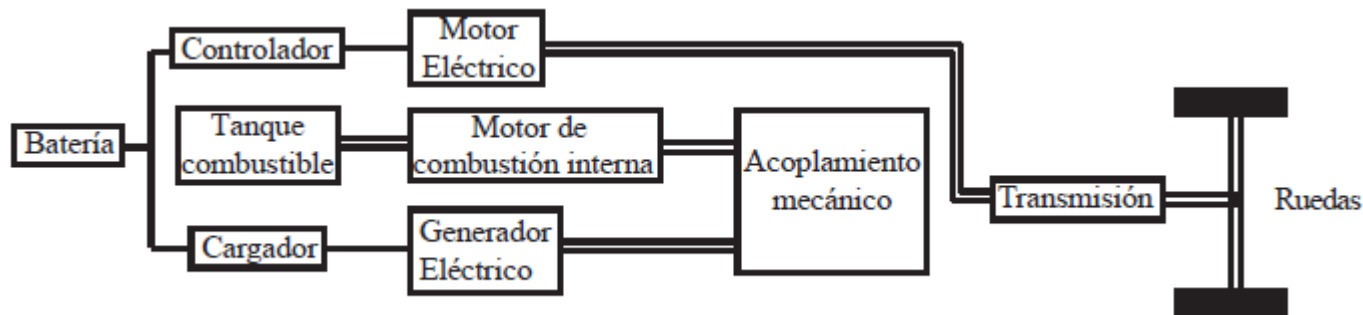 Controlador
Motor
Eléctrico
Batería
Tanque
combustible
Motor de
combustión interna
Acoplamiento
mecánico
Transmisión
Ruedas
Cargador
Generador
Eléctrico